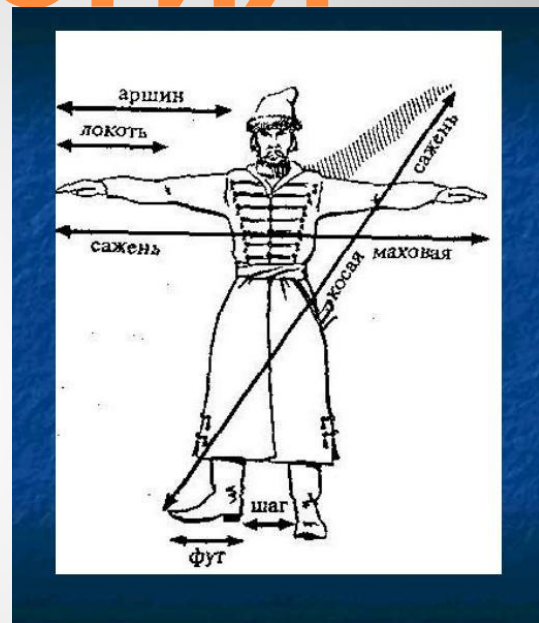 аршин
локоть
сажень
сажень маховая
косая
шаг
фут